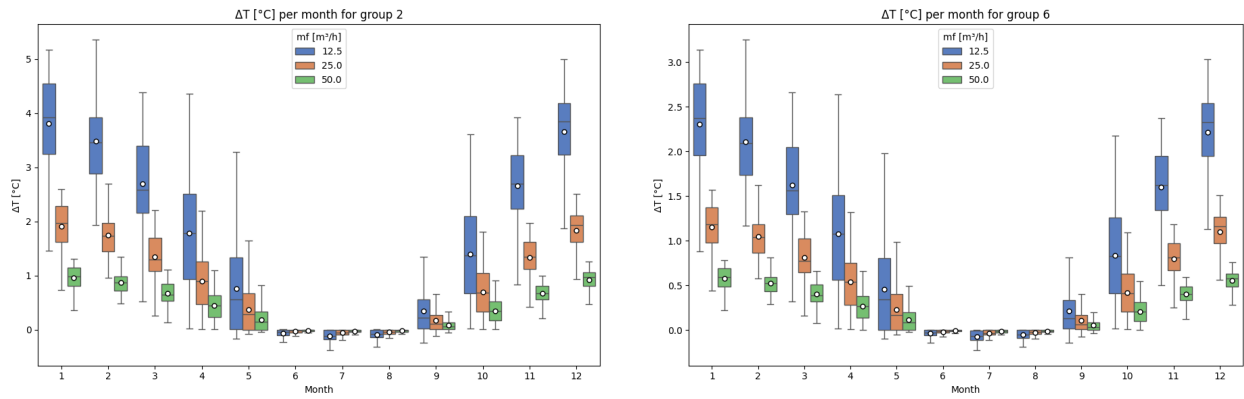 ΔT [°C] per month for group 2
mf [m³/h]
12.5
25.0
50.0
5
4
3
2
1
0
ΔT [°C]
1 2 3 4 5 6 7 8 9 10 11 12
Month
ΔT [°C] per month for group 6
mf [m³/h]
12.5
25.0
50.0
3.0
2.5
2.0
1.5
1.0
0.5
0.0
ΔT [°C]
1 2 3 4 5 6 7 8 9 10 11 12
Month